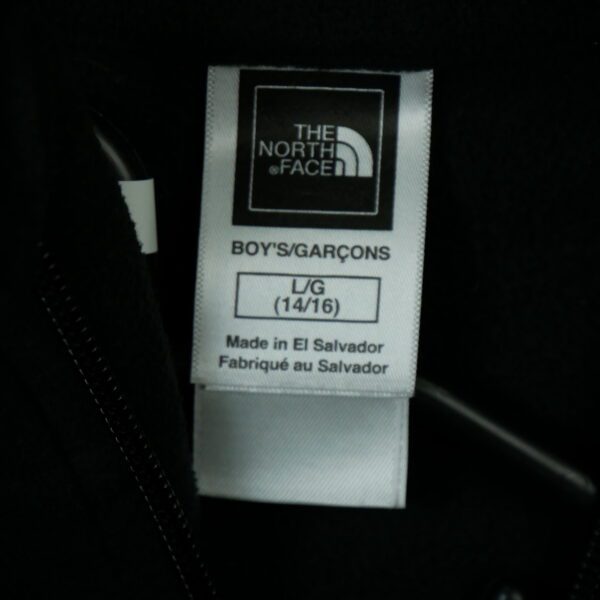 THE
NORTH
®FACE
BOY'S/GARÇONS
L/G
(14/16)
Made in El Salvador
Fabriqué au Salvador